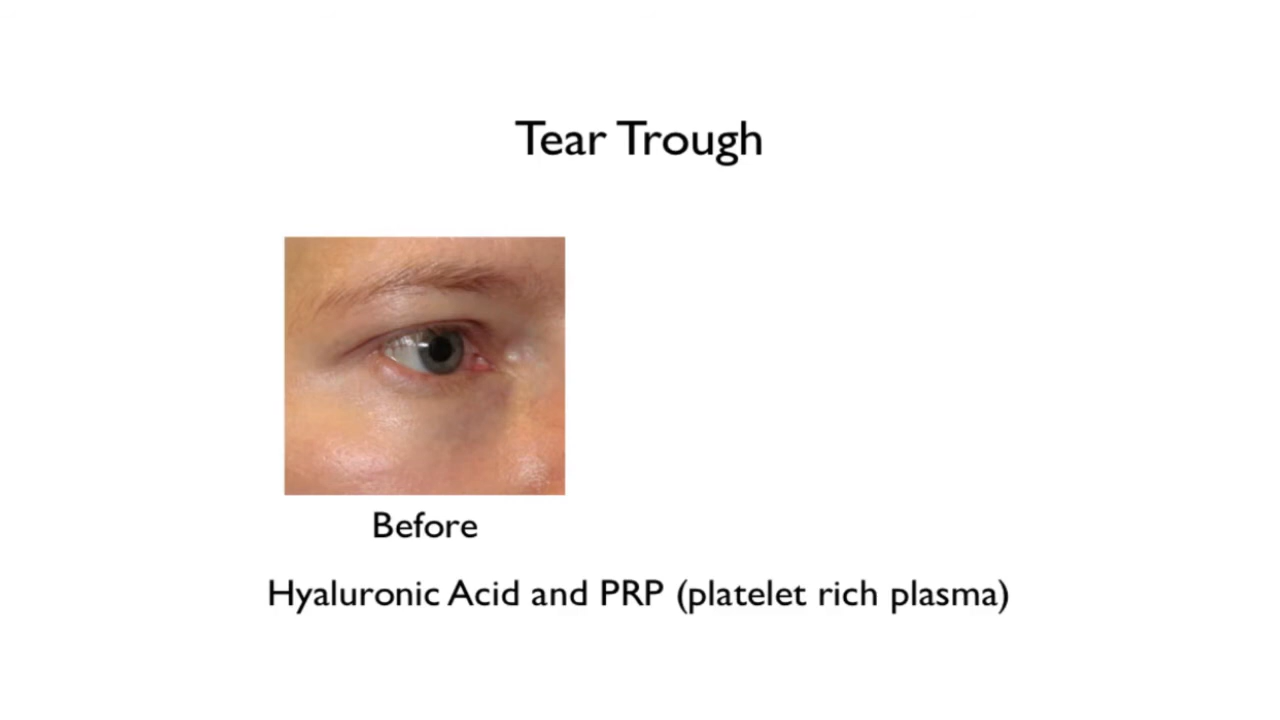 Tear Trough
Before
Hyaluronic Acid and PRP (platelet rich plasma)